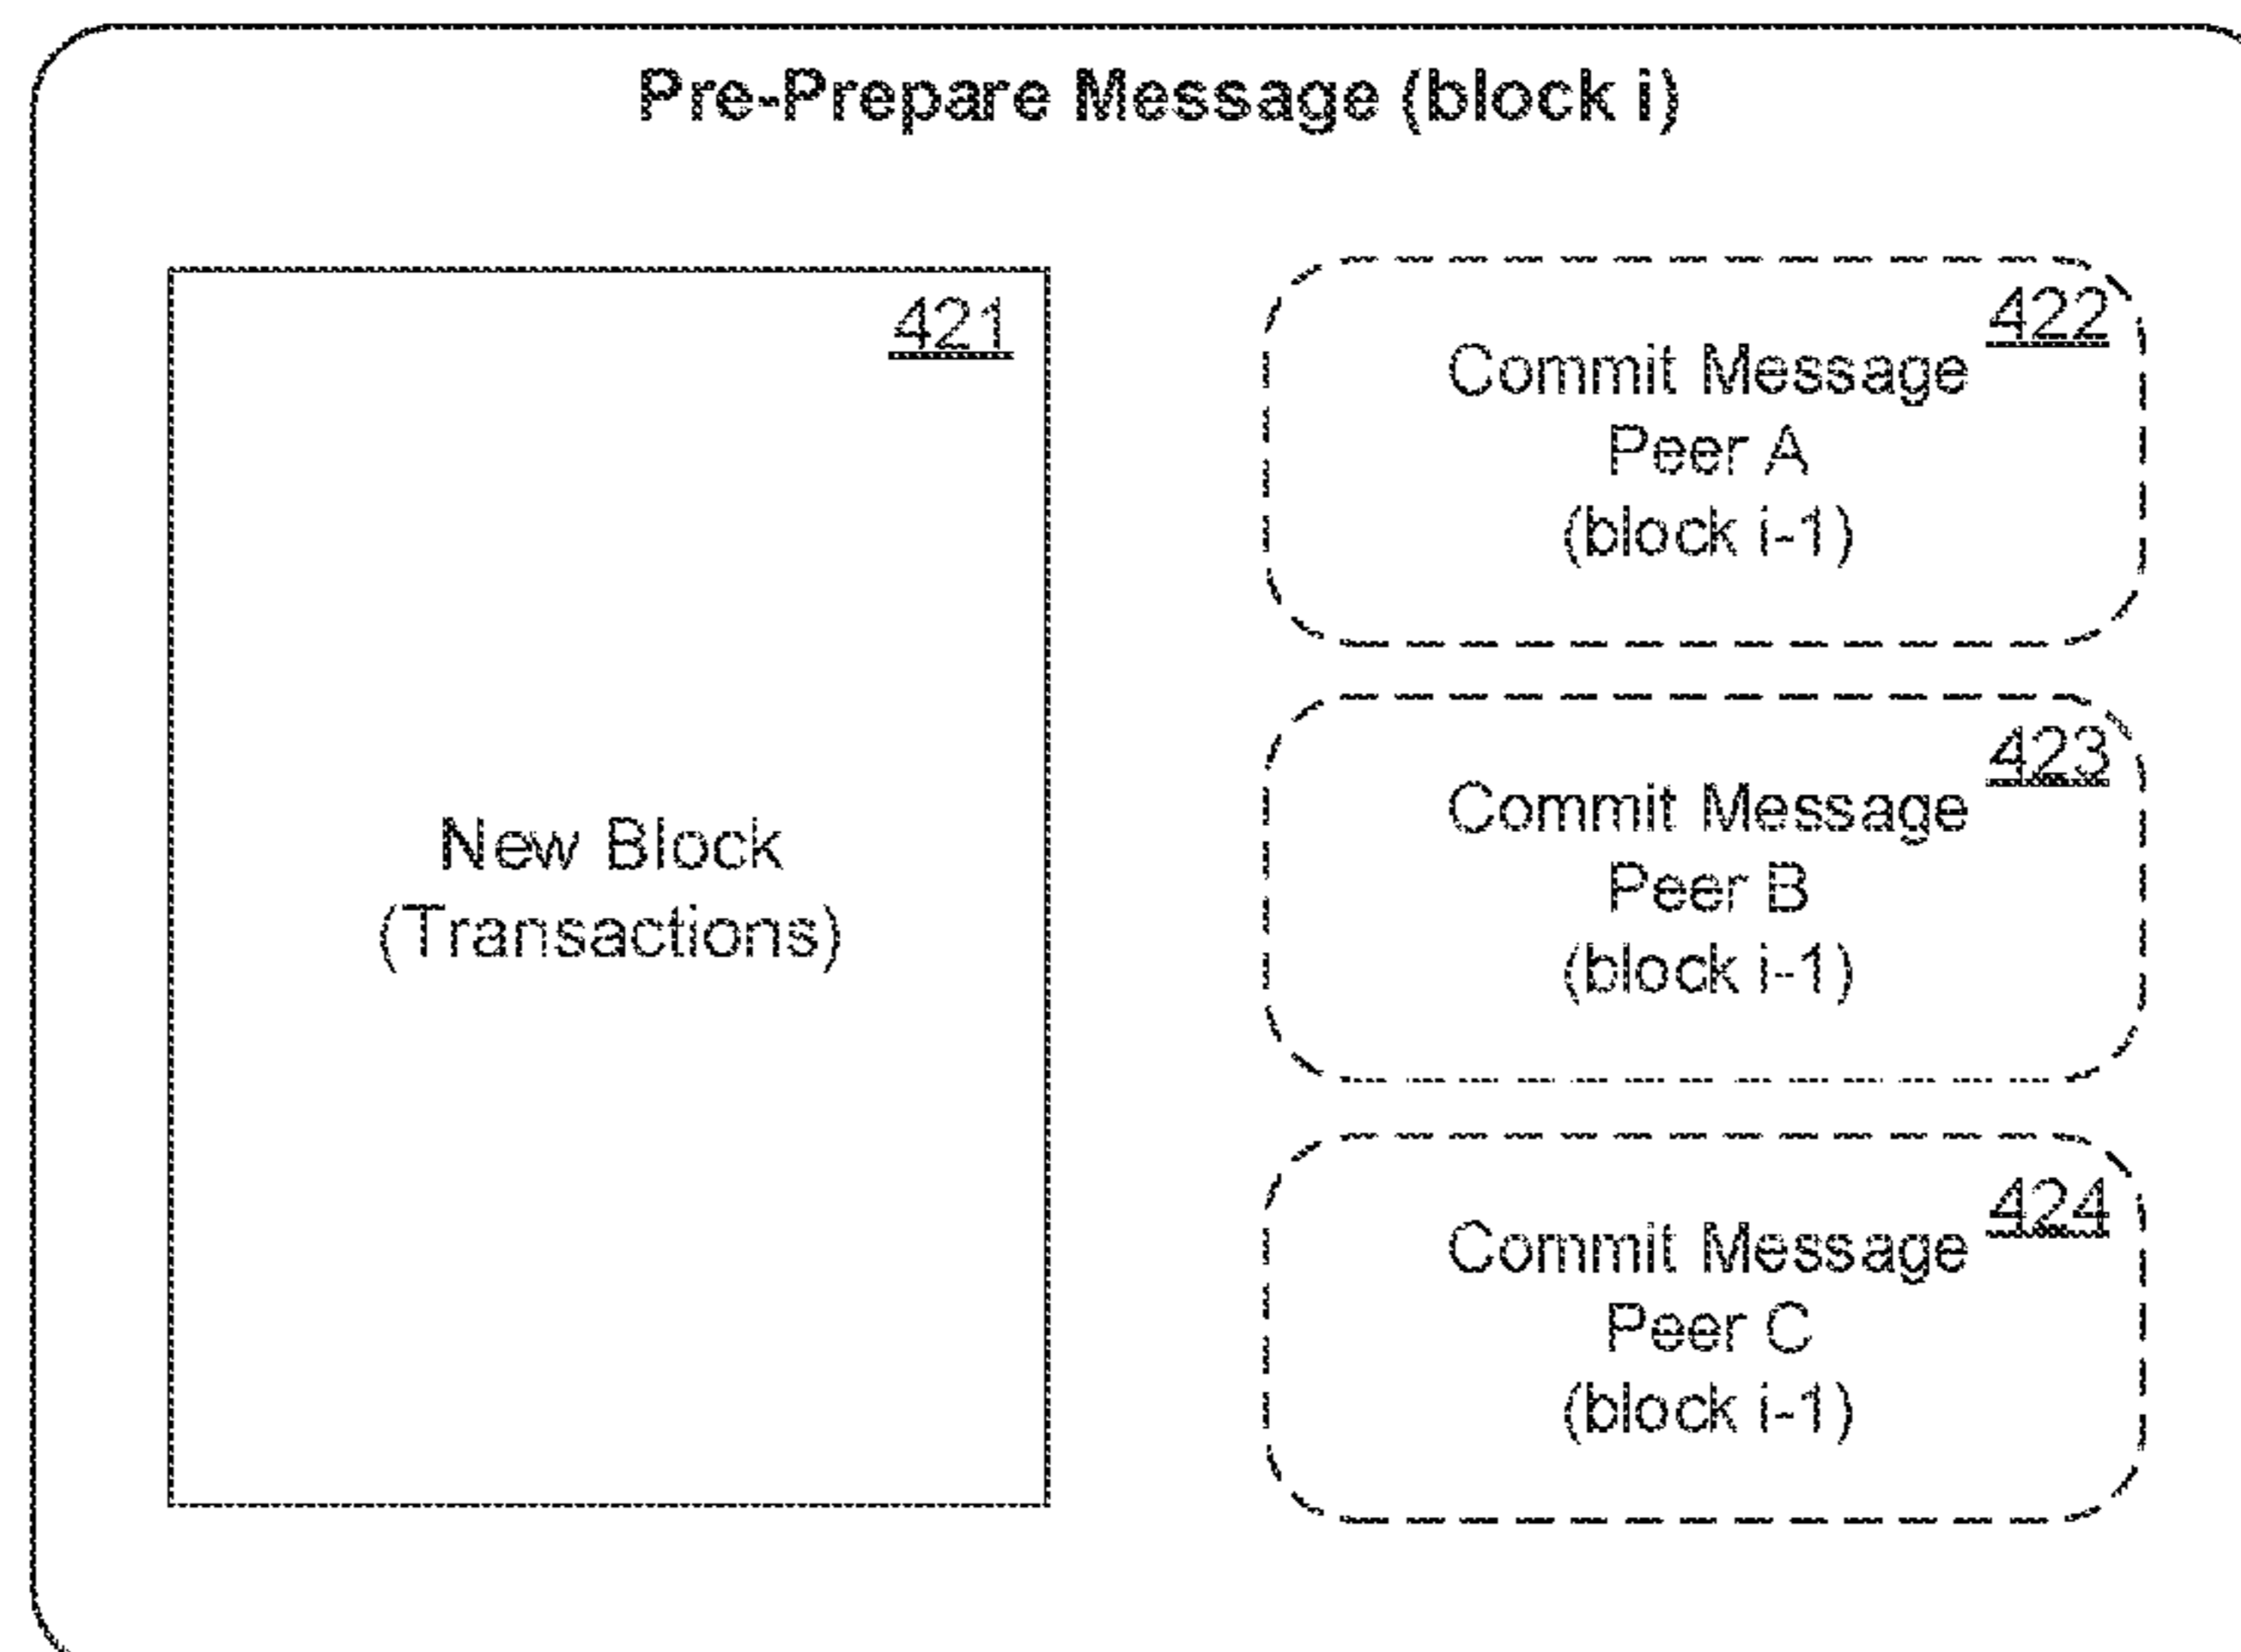 Pre-Prepare Message (block i)
421
New Block
(Transactions)
422
Commit Message
Peer A
(block i-1)
423
Commit Message
Peer B
(block i-1)
424
Commit Message
Peer C
(block i-1)